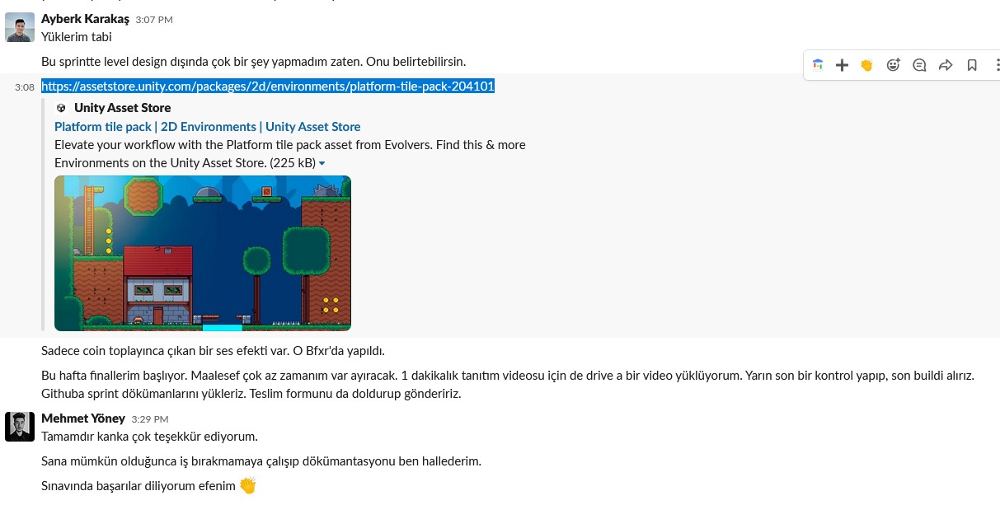 Ayberk Karakaş 3:07 PM
Yüklerim tabi
Bu sprintte level design dışında çok bir şey yapmadım zaten. Onu belirtebilirsin.
3:08 https://assetstore.unity.com/packages/2d/environments/platform-tile-pack-204101
Unity Asset Store
Platform tile pack | 2D Environments | Unity Asset Store
Elevate your workflow with the Platform tile pack asset from Evolvers. Find this & more
Environments on the Unity Asset Store. (225 kB)
Sadece coin toplayınca çıkan bir ses efekti var. O Bfxr'da yapıldı.
Bu hafta finallerim başlıyor. Maalesef çok az zamanım var ayıracak. 1 dakikalık tanıtım videosu için de drive a bir video yüklüyorum. Yarın son bir kontrol yapıp, son buildi alırız.
Githuba sprint dökümanlarını yükleriz. Teslim formunu da doldurup göndeririz.
Mehmet Yöney 3:29 PM
Tamamdır kanka çok teşekkür ediyorum.
Sana mümkün olduğunca iş bırakmamaya çalışıp dökümantasyonu ben hallederim.
Sınavında başarılar diliyorum efenim 👏